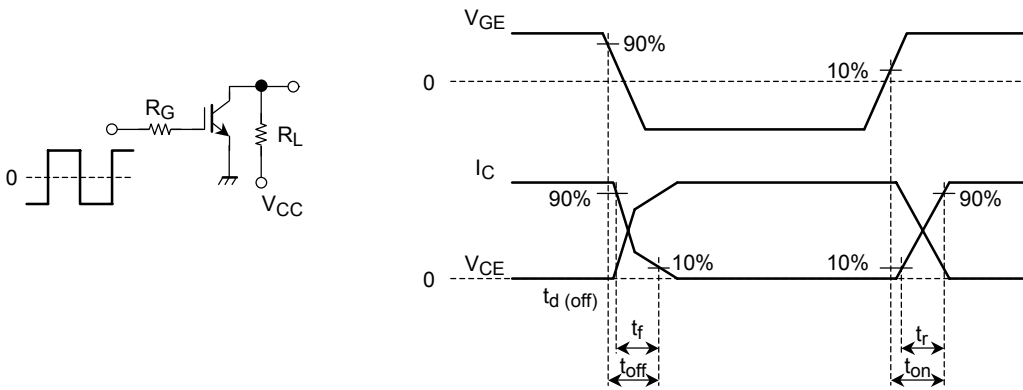 V_GE
90%
0
10%
R_G
R_L
0
V_CC
I_C
90%
90%
V_CE
10%
10%
0
t_d (off)
t_f
t_r
t_off
t_on